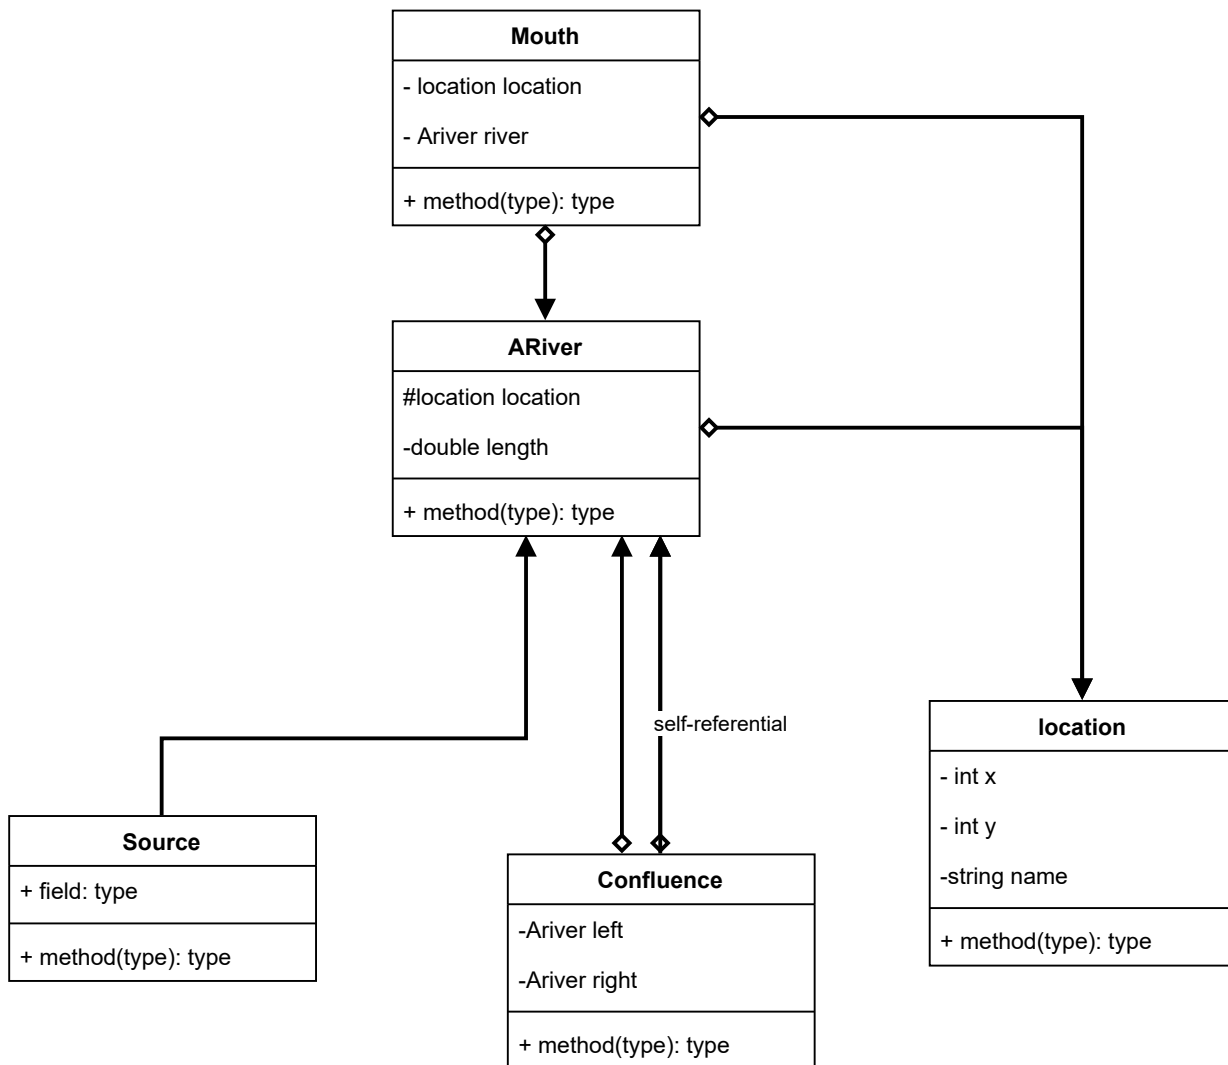 Mouth
- location location
- Ariver river
+ method(type): type
ARiver
#location location
-double length
+ method(type): type
self-referential
location
- int x
- int y
-string name
+ method(type): type
Source
+ field: type
+ method(type): type
Confluence
-Ariver left
-Ariver right
+ method(type): type